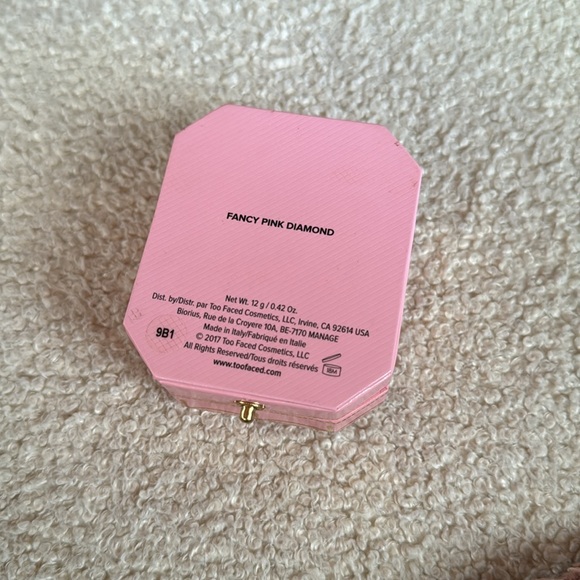 FANCY PINK DIAMOND
Net Wt. 12 g / 0.42 Oz.
Dist. by/Distr. par Too Faced Cosmetics, LLC, Irvine, CA 92614 USA
Biorius, Rue de la Croyere 10A, BE-7170 MANAGE
Made in Italy/Fabriqué en Italie
© 2017 Too Faced Cosmetics, LLC
All Rights Reserved/Tous droits réservés
www.toofaced.com
9B1
18M